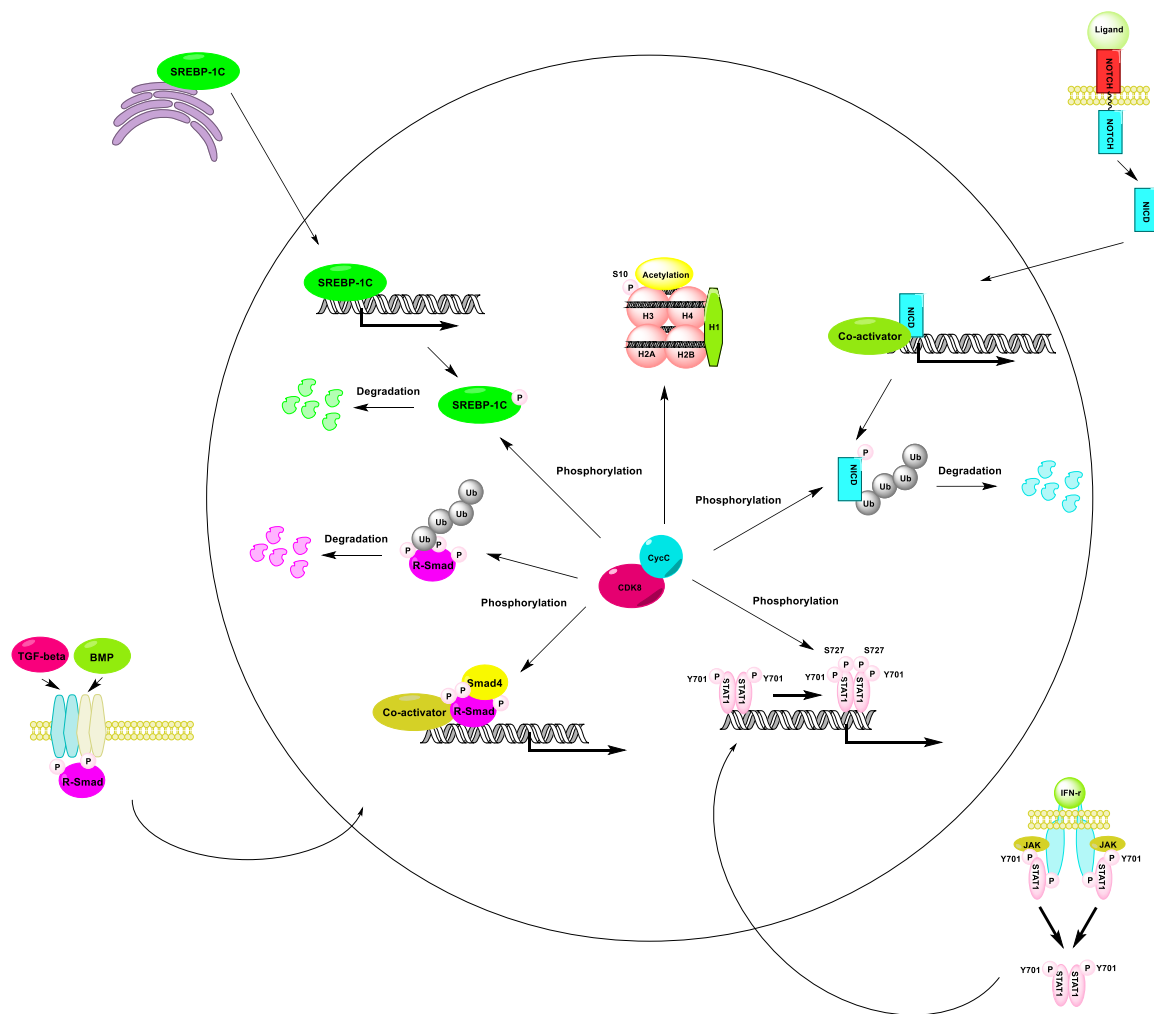 Ligand
SREBP-1C
NOTCH
NOTCH
NICD
SREBP-1C
S10
P
Acetylation
H3
H4
H1
H2A
H2B
NICD
Co-activator
Degradation
SREBP-1C
P
Phosphorylation
P
NICD
Ub
Ub
Ub
Ub
Degradation
Phosphorylation
Ub
Ub
Ub
Ub
P
P
P
R-Smad
Degradation
CycC
CDK8
Phosphorylation
Phosphorylation
TGF-beta
BMP
P
P
R-Smad
Smad4
P
P
P
R-Smad
Co-activator
Y701
P
P
Y701
STAT1
STAT1
S727
S727
P
P
Y701
P
P
Y701
STAT1
STAT1
IFN-r
JAK
JAK
Y701
P
P
Y701
STAT1
P
P
STAT1
Y701
P
P
Y701
STAT1
STAT1